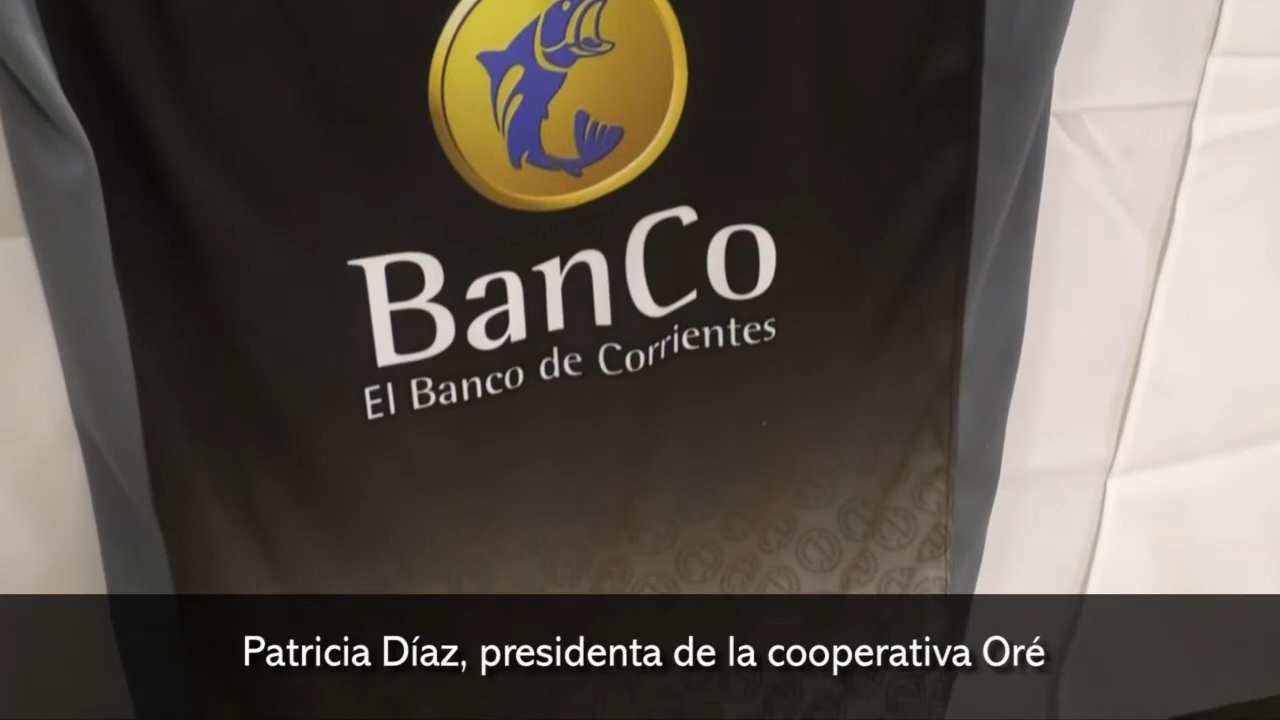 BanCo
El Banco de Corrientes
Patricia Díaz, presidenta de la cooperativa Oré